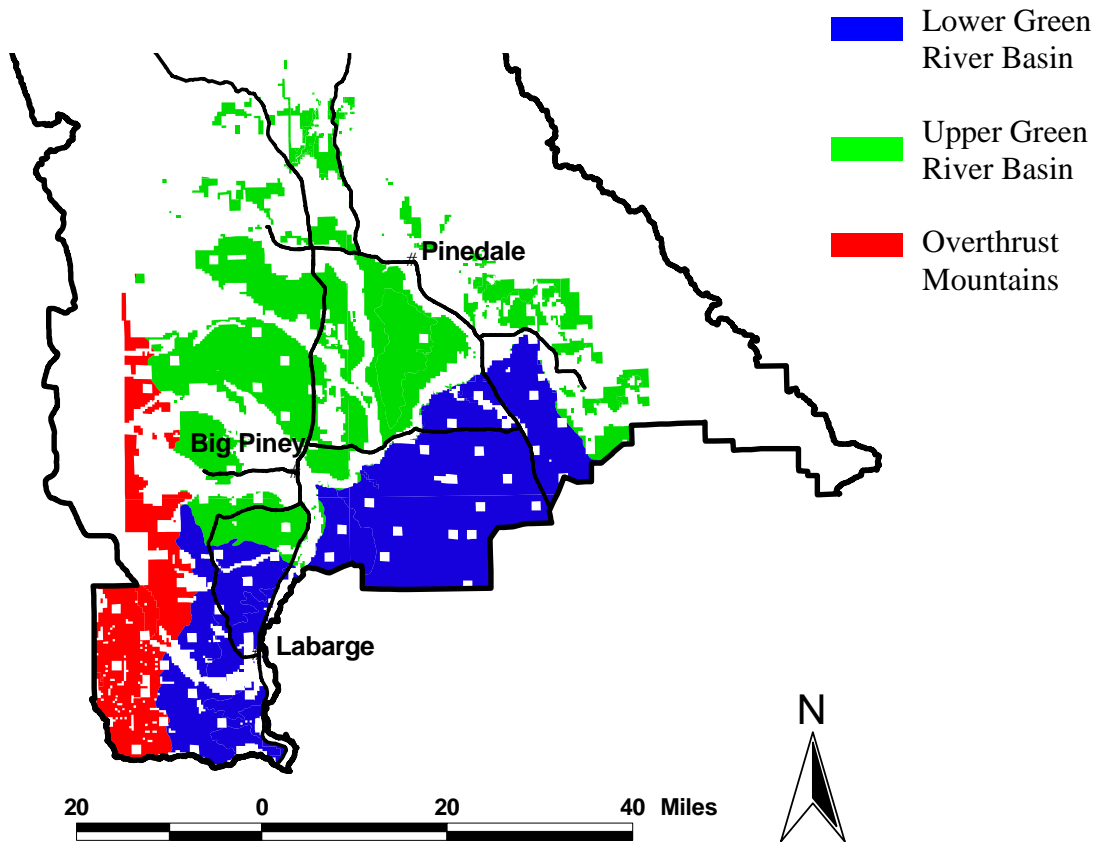 Lower Green
River Basin
Upper Green
River Basin
Overthrust
Mountains
# Pinedale
Big Piney
#
# Labarge
N
20 0 20 40 Miles